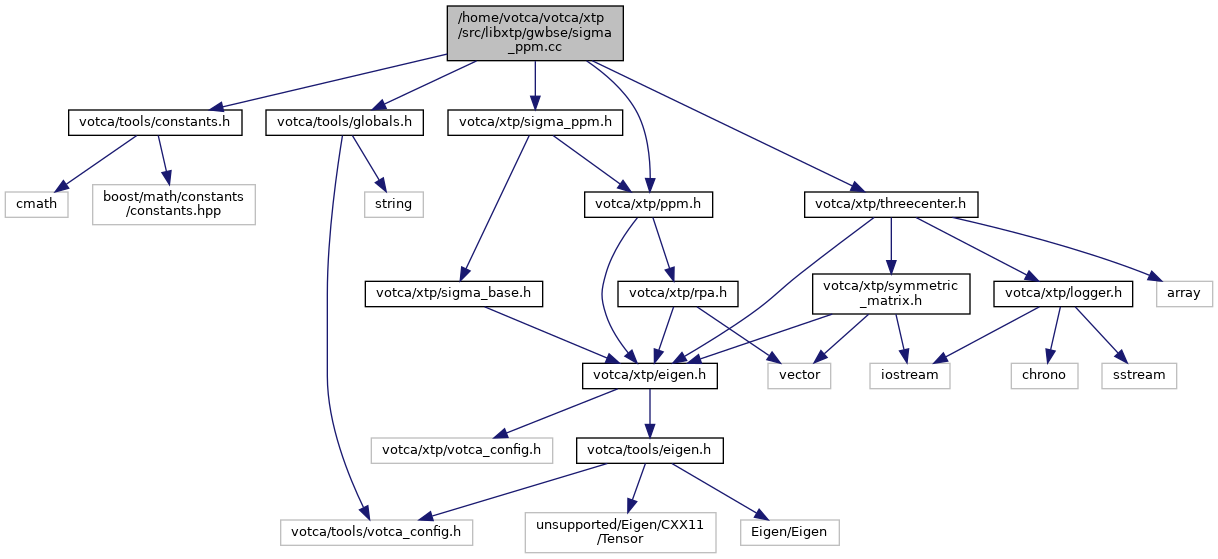 /home/votca/votca/xtp
/src/libxtp/gwbse/sigma
_ppm.cc
votca/tools/constants.h
votca/tools/globals.h
votca/xtp/sigma_ppm.h
cmath
boost/math/constants
/constants.hpp
string
votca/xtp/ppm.h
votca/xtp/threecenter.h
votca/xtp/sigma_base.h
votca/xtp/rpa.h
votca/xtp/symmetric
_matrix.h
votca/xtp/logger.h
array
votca/xtp/eigen.h
vector
iostream
chrono
sstream
votca/xtp/votca_config.h
votca/tools/eigen.h
votca/tools/votca_config.h
unsupported/Eigen/CXX11
/Tensor
Eigen/Eigen